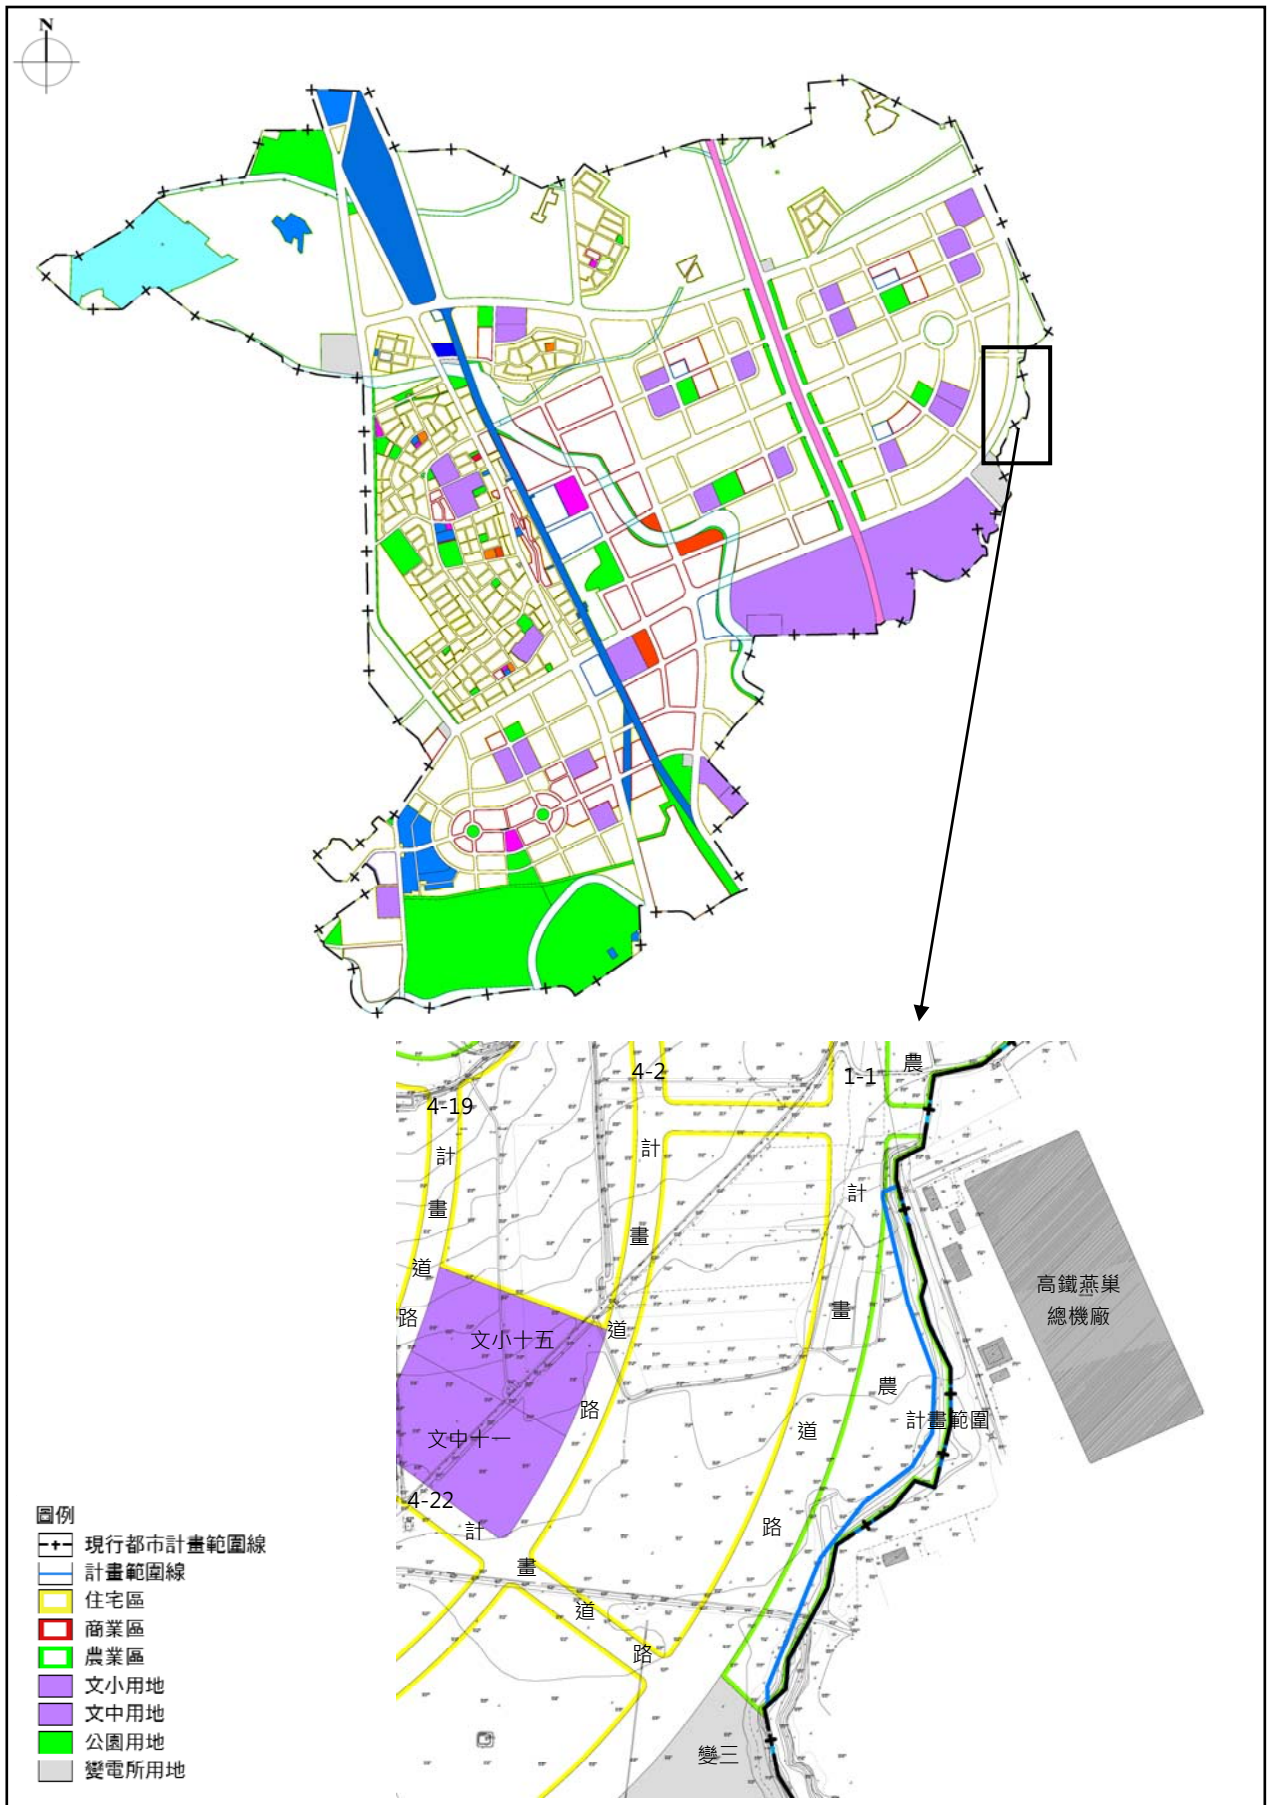 N
農
4-2
1-1
4-19
計
計
計
畫
畫
道
高鐵燕巢
總機廠
路
畫
道
文小十五
農
路
計畫範圍
道
文中十一
4-22
路
計
畫
道
路
變三
圖例
現行都市計畫範圍線
計畫範圍線
住宅區
商業區
農業區
文小用地
文中用地
公園用地
變電所用地